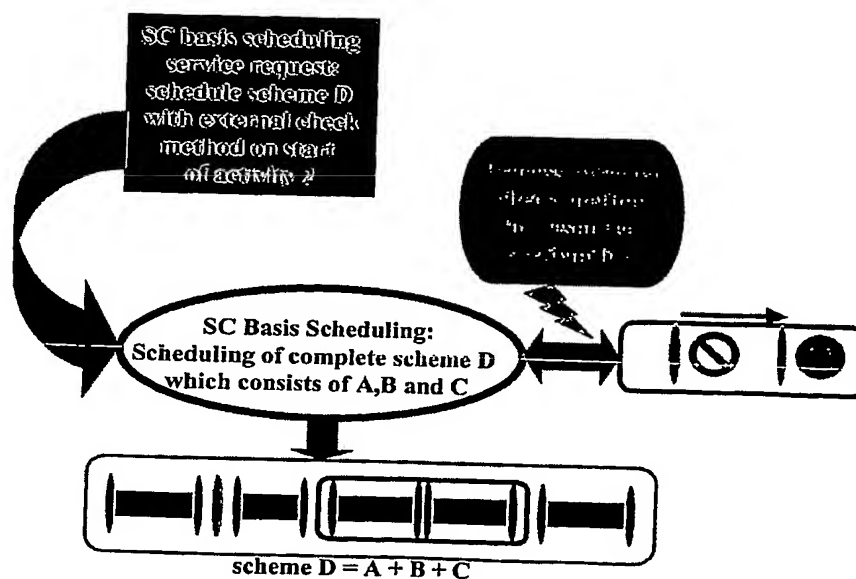 SC basis scheduling
service request:
schedule scheme D
with external check
method on start
of activity 2
SC Basis Scheduling:
Scheduling of complete scheme D
which consists of A,B and C
scheme D = A + B + C